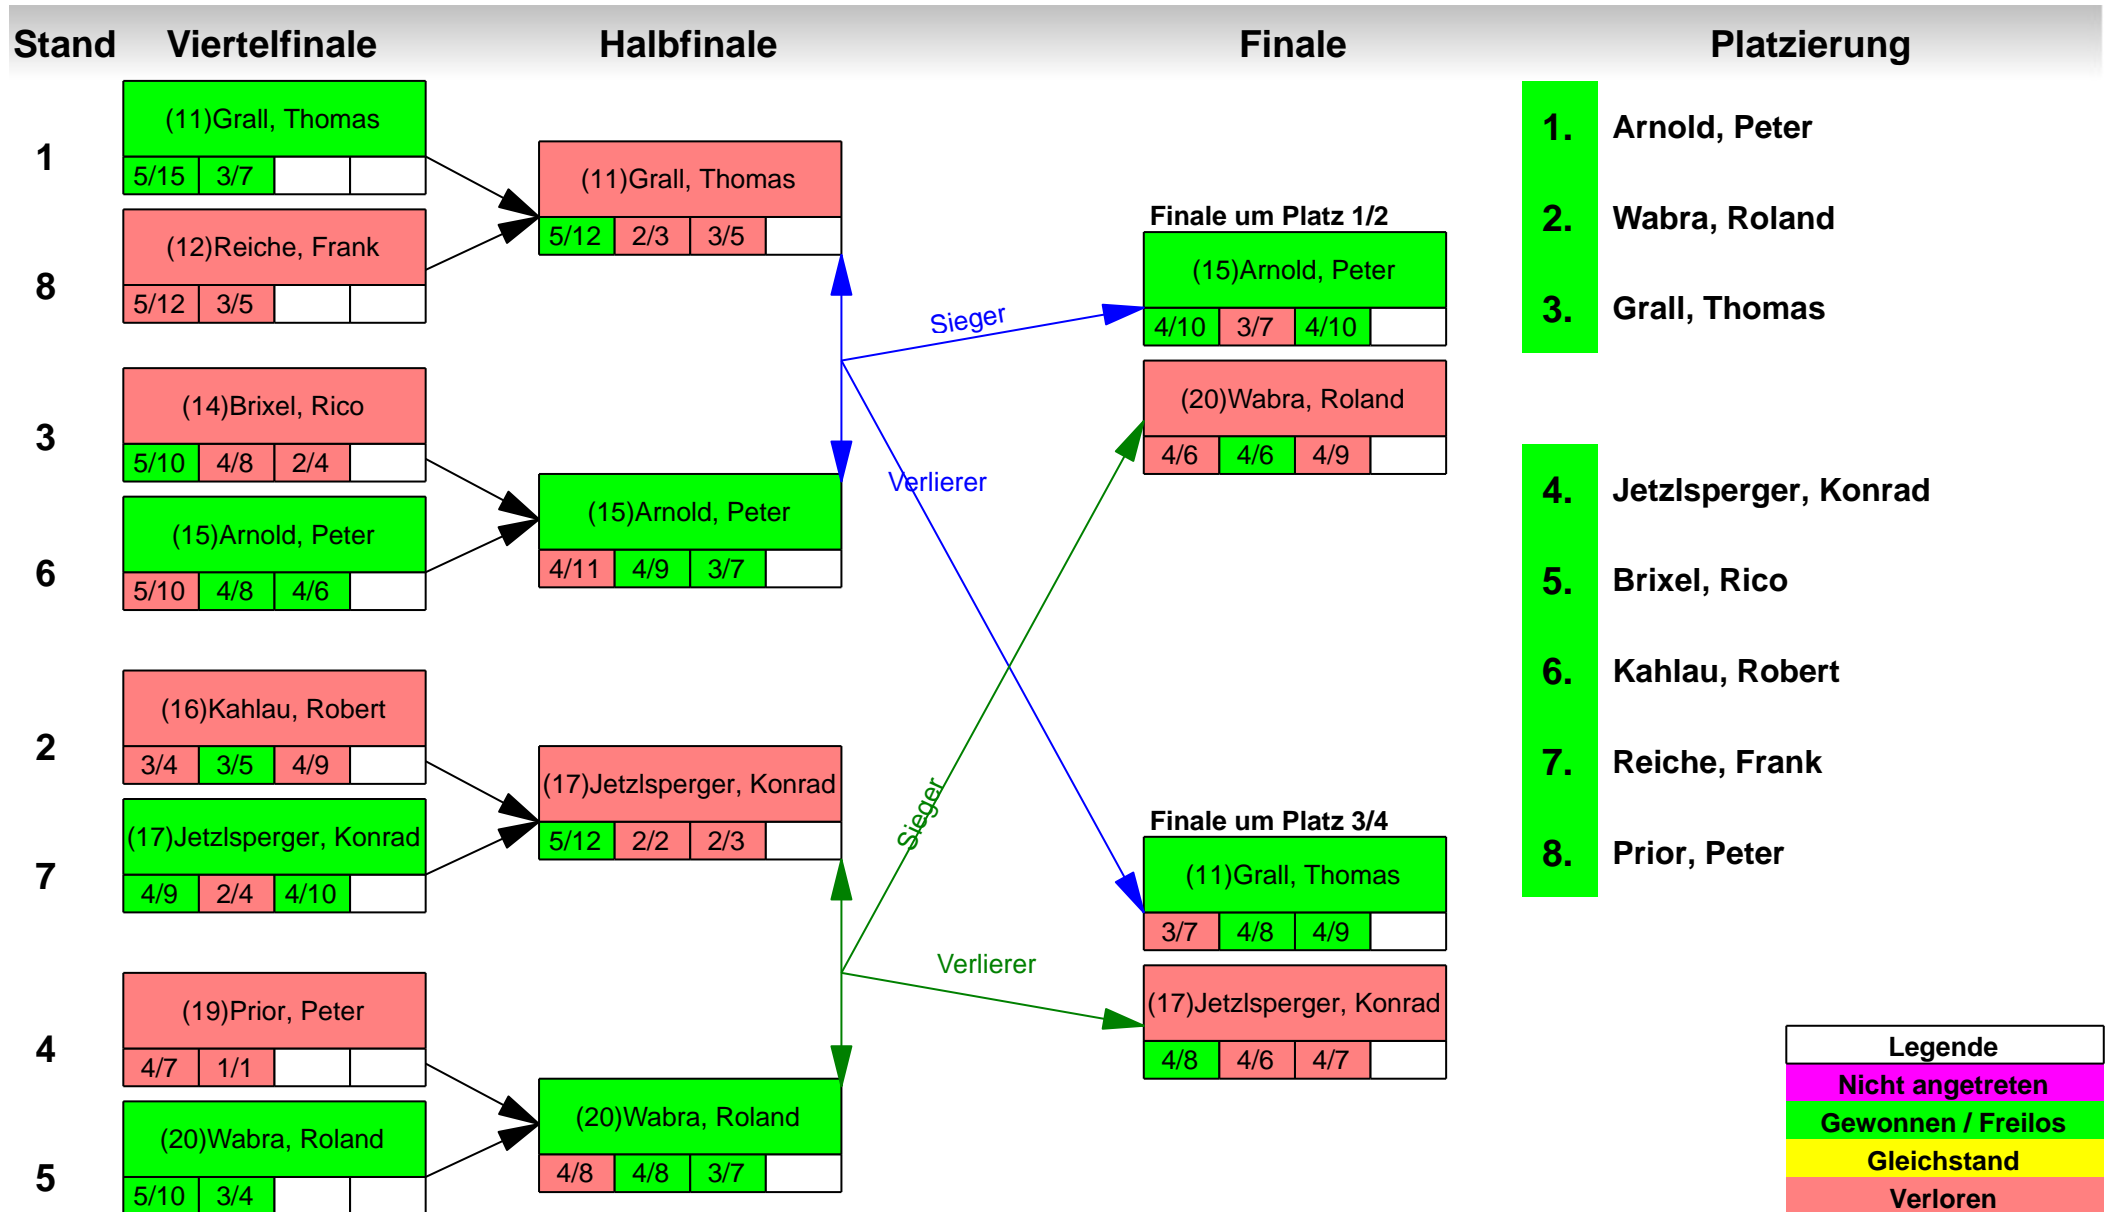 Stand Viertelfinale Halbfinale Finale Platzierung
1
(11)Grall, Thomas
5/15 3/7
8
(12)Reiche, Frank
5/12 3/5
3
(14)Brixel, Rico
5/10 4/8 2/4
6
(15)Arnold, Peter
5/10 4/8 4/6
2
(16)Kahlau, Robert
3/4 3/5 4/9
7
(17)Jetzlsperger, Konrad
4/9 2/4 4/10
4
(19)Prior, Peter
4/7 1/1
5
(20)Wabra, Roland
5/10 3/4
(11)Grall, Thomas
5/12 2/3 3/5
(15)Arnold, Peter
4/11 4/9 3/7
(17)Jetzlsperger, Konrad
5/12 2/2 2/3
(20)Wabra, Roland
4/8 4/8 3/7
Sieger
Verlierer
Sieger
Verlierer
Finale um Platz 1/2
(15)Arnold, Peter
4/10 3/7 4/10
(20)Wabra, Roland
4/6 4/6 4/9
Finale um Platz 3/4
(11)Grall, Thomas
3/7 4/8 4/9
(17)Jetzlsperger, Konrad
4/8 4/6 4/7
1. Arnold, Peter
2. Wabra, Roland
3. Grall, Thomas
4. Jetzlsperger, Konrad
5. Brixel, Rico
6. Kahlau, Robert
7. Reiche, Frank
8. Prior, Peter
Legende
Nicht angetreten
Gewonnen / Freilos
Gleichstand
Verloren